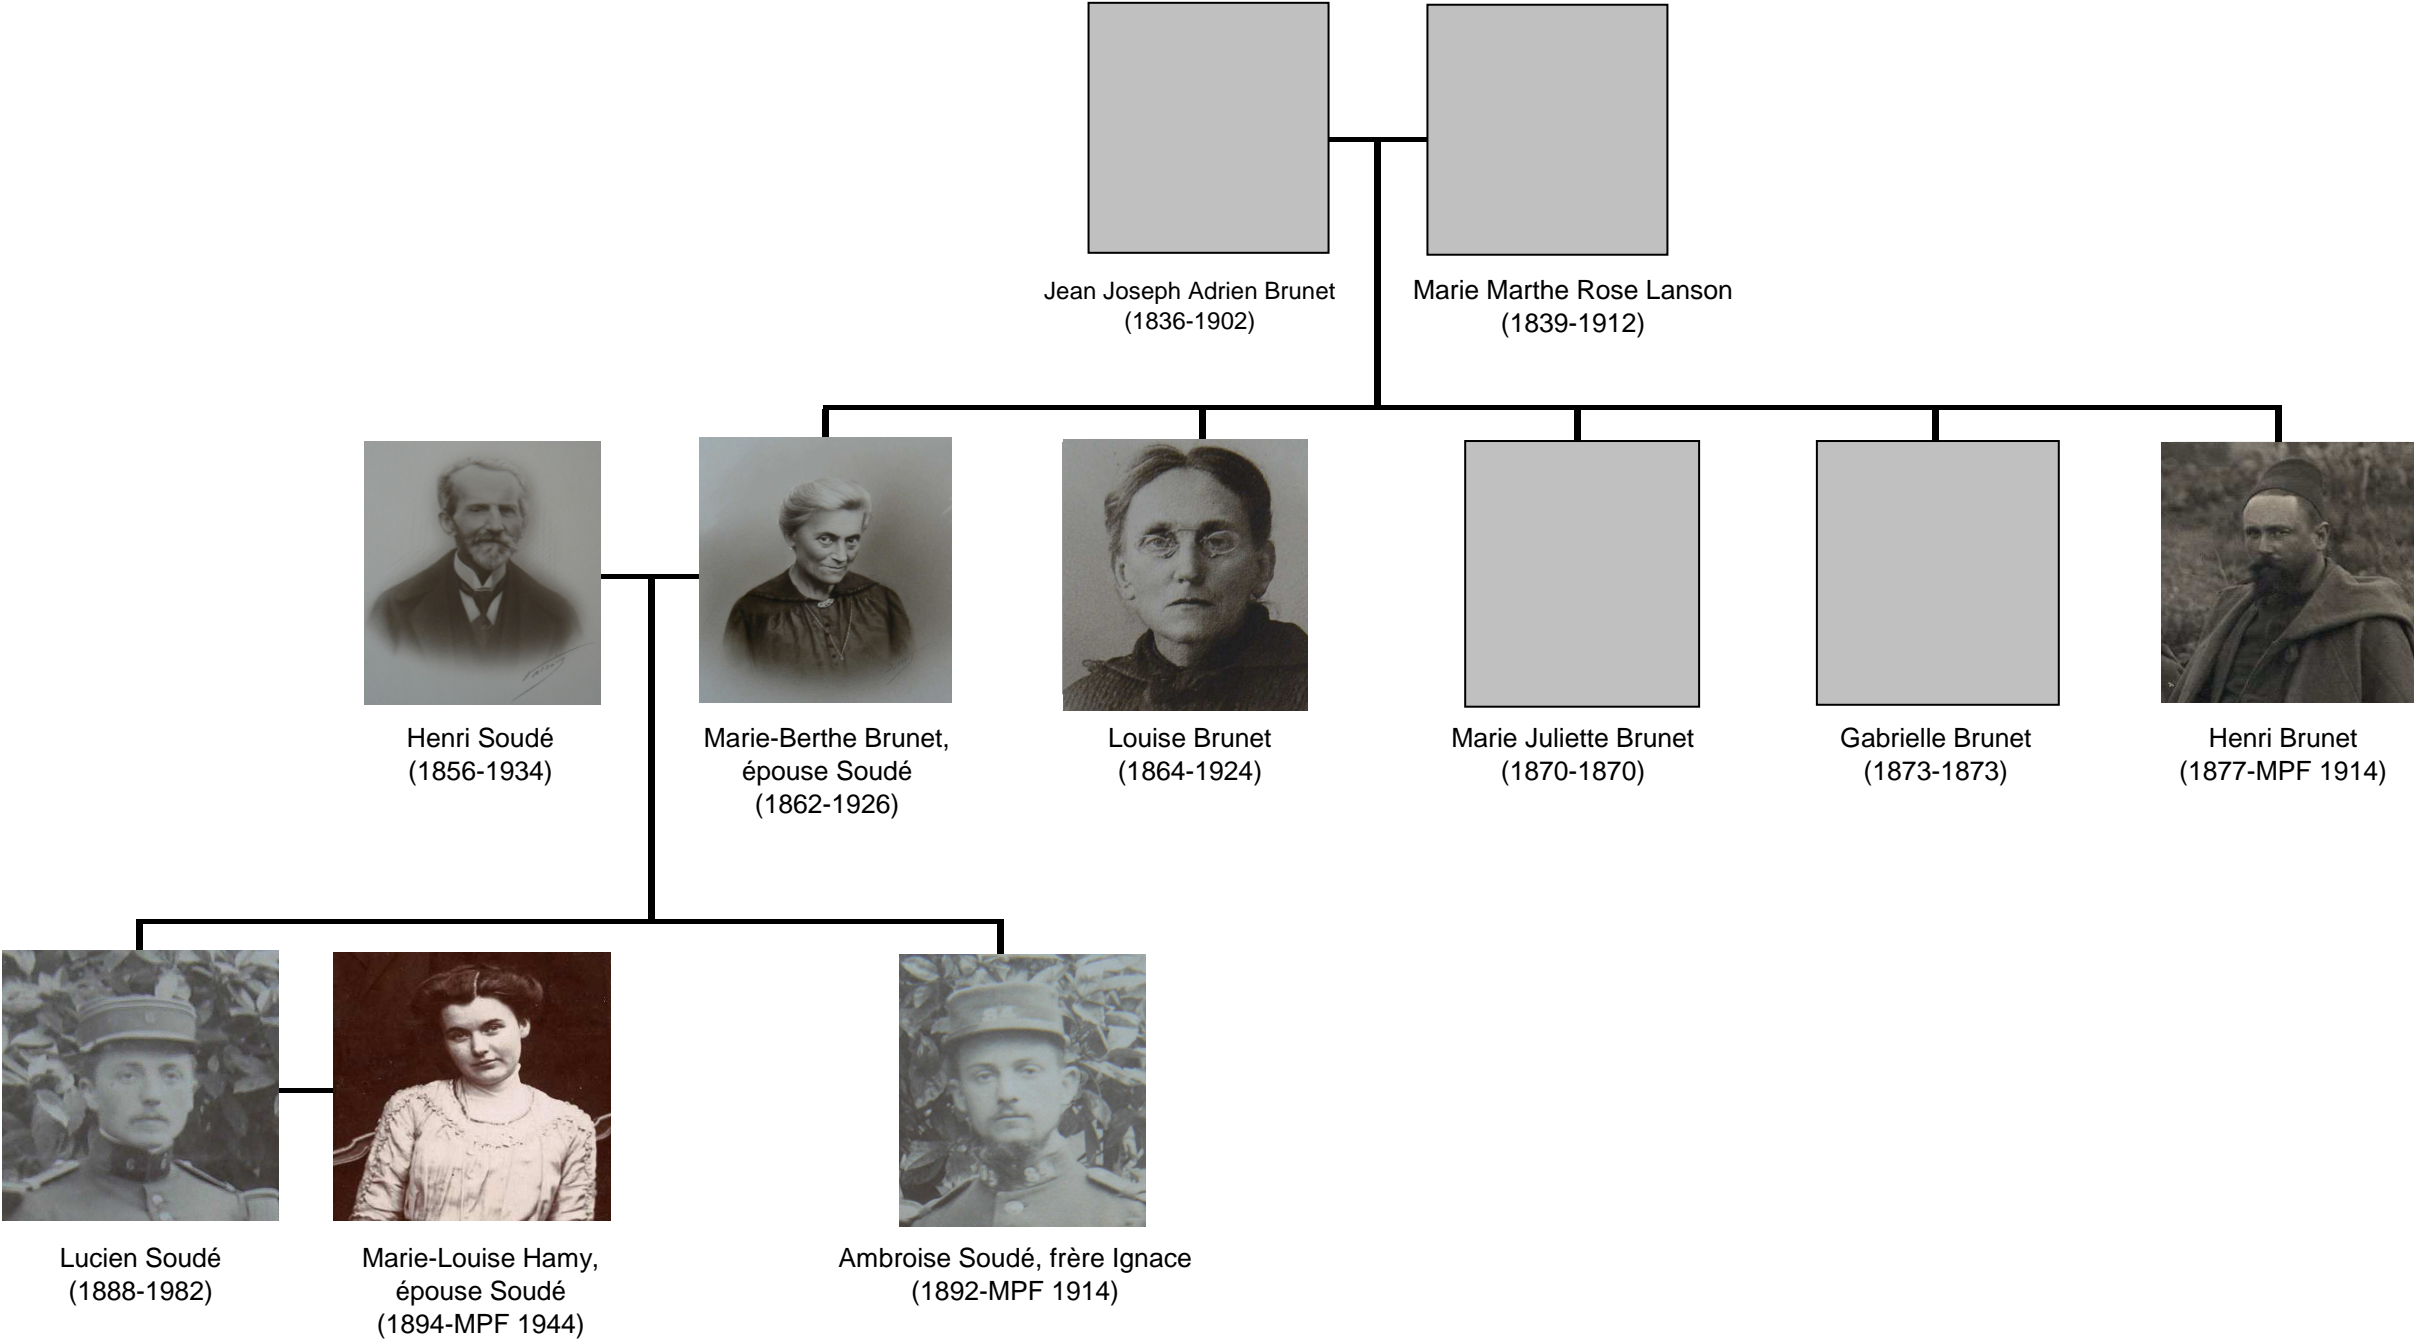 Jean Joseph Adrien Brunet
(1836-1902)
Marie Marthe Rose Lanson
(1839-1912)
Henri Soudé
(1856-1934)
Marie-Berthe Brunet,
épouse Soudé
(1862-1926)
Louise Brunet
(1864-1924)
Marie Juliette Brunet
(1870-1870)
Gabrielle Brunet
(1873-1873)
Henri Brunet
(1877-MPF 1914)
Lucien Soudé
(1888-1982)
Marie-Louise Hamy,
épouse Soudé
(1894-MPF 1944)
Ambroise Soudé, frère Ignace
(1892-MPF 1914)